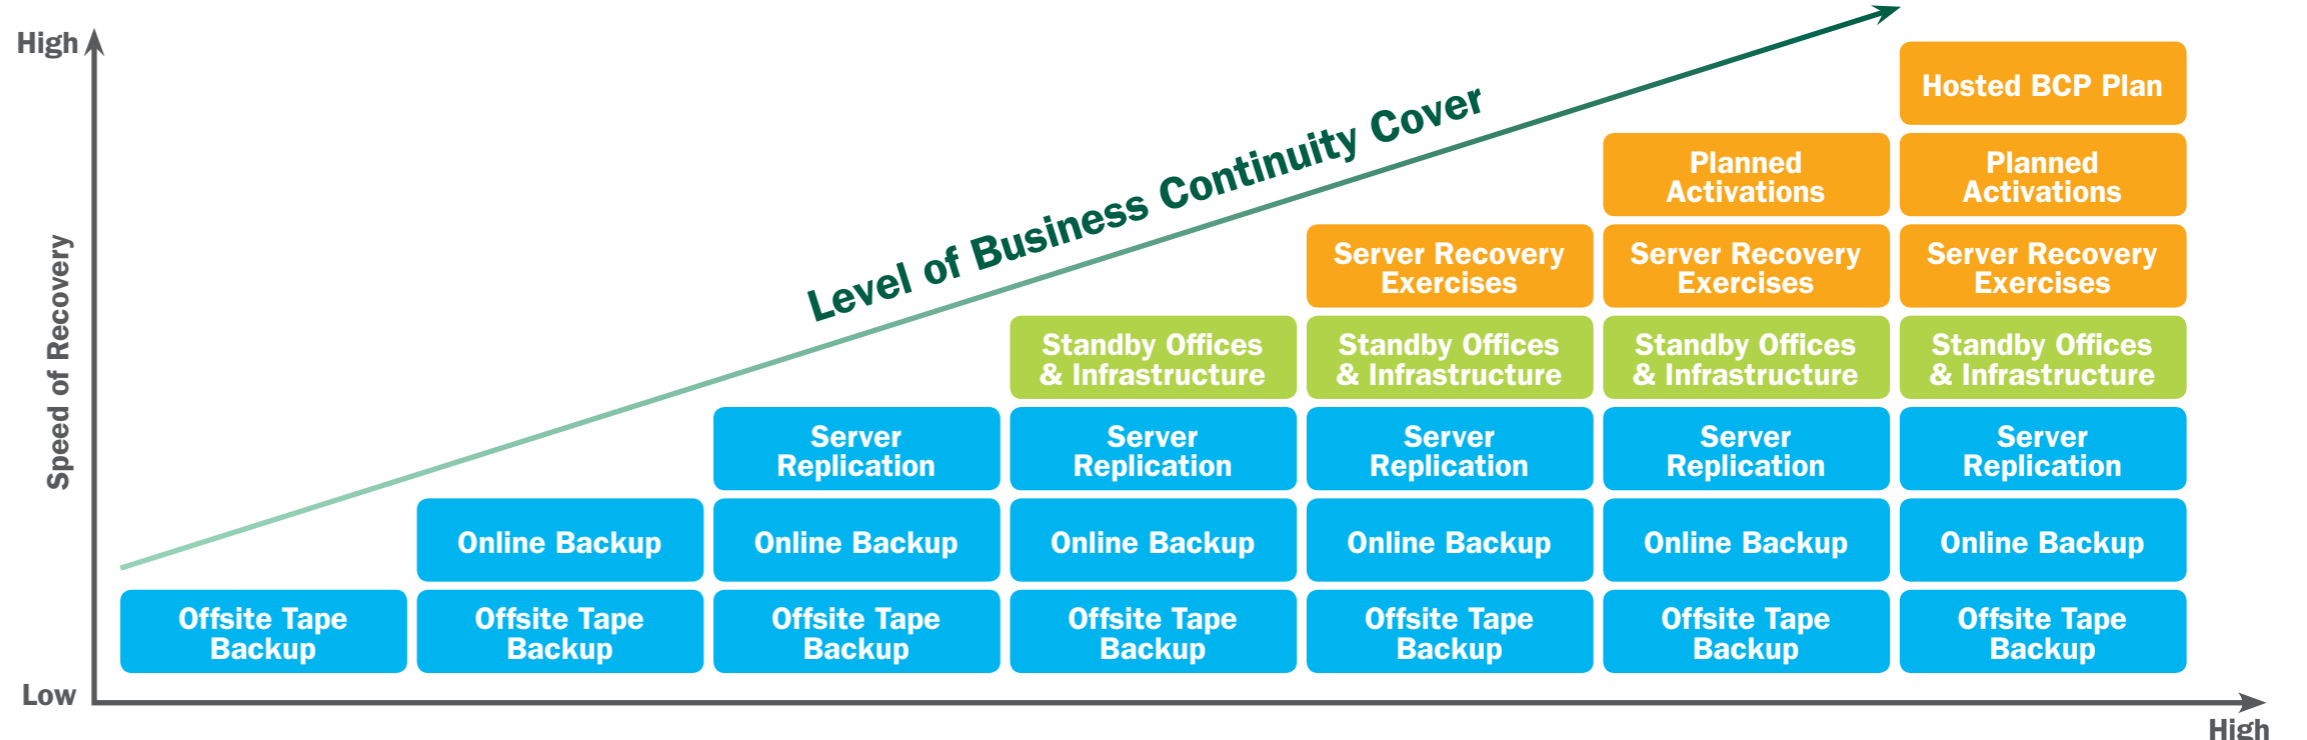 High
Hosted BCP Plan
Level of Business Continuity Cover
Planned
Activations
Planned
Activations
Speed of Recovery
Server Recovery
Exercises
Server Recovery
Exercises
Server Recovery
Exercises
Standby Offices
& Infrastructure
Standby Offices
& Infrastructure
Standby Offices
& Infrastructure
Standby Offices
& Infrastructure
Server
Replication
Server
Replication
Server
Replication
Server
Replication
Server
Replication
Online Backup
Online Backup
Online Backup
Online Backup
Online Backup
Online Backup
Offsite Tape
Backup
Offsite Tape
Backup
Offsite Tape
Backup
Offsite Tape
Backup
Offsite Tape
Backup
Offsite Tape
Backup
Offsite Tape
Backup
Low
High